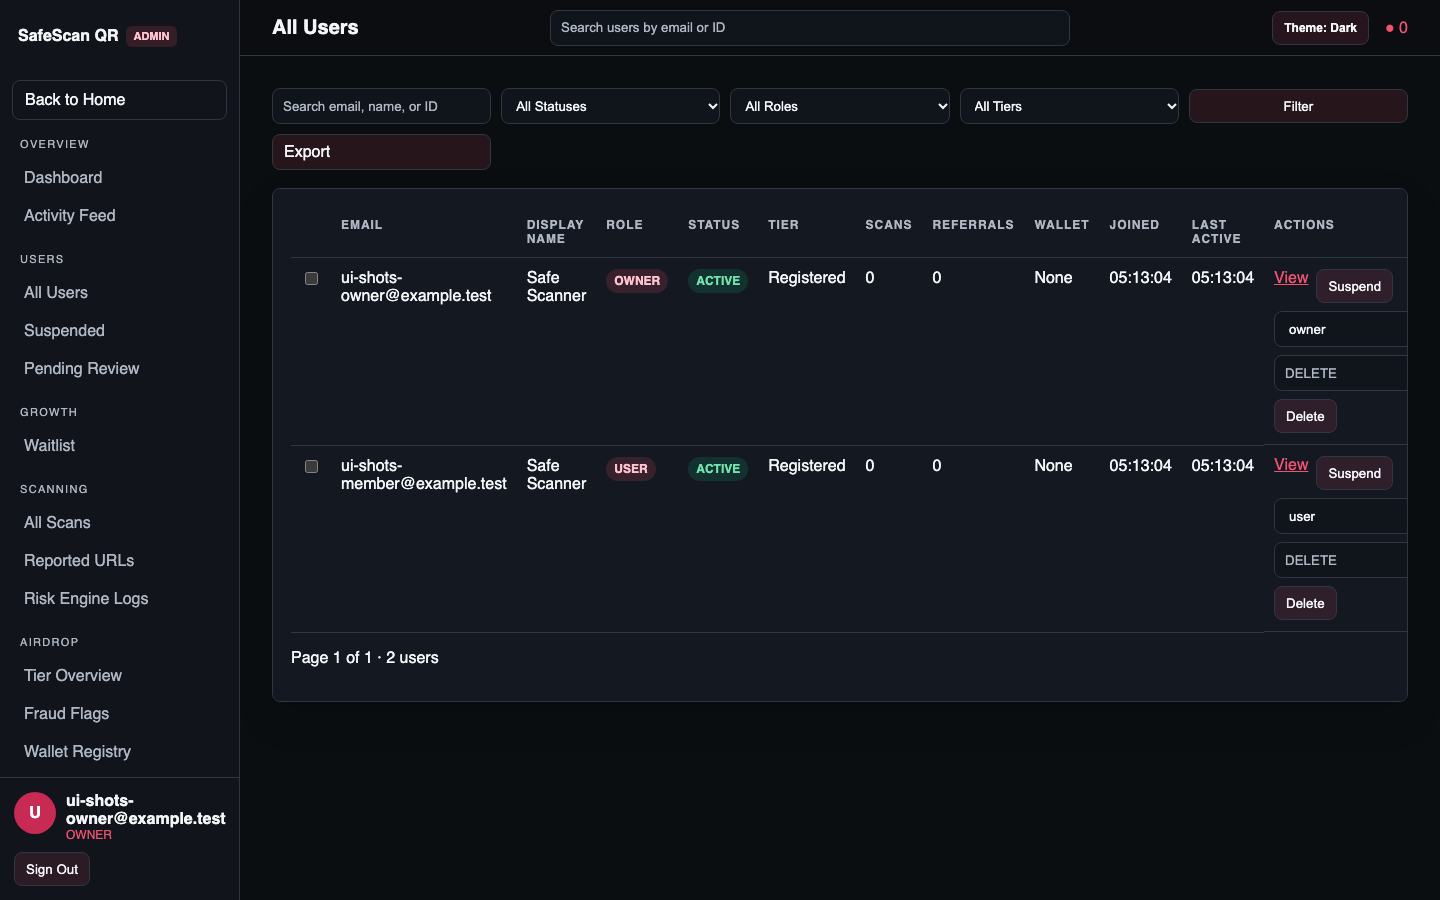 SafeScan QR ADMIN
All Users
Search users by email or ID
Theme: Dark
0
Back to Home
OVERVIEW
Dashboard
Activity Feed
USERS
All Users
Suspended
Pending Review
GROWTH
Waitlist
SCANNING
All Scans
Reported URLs
Risk Engine Logs
AIRDROP
Tier Overview
Fraud Flags
Wallet Registry
U
ui-shots-
owner@example.test
OWNER
Sign Out
Search email, name, or ID
All Statuses
All Roles
All Tiers
Filter
Export
EMAIL DISPLAY NAME ROLE STATUS TIER SCANS REFERRALS WALLET JOINED LAST ACTIVE ACTIONS
ui-shots-
owner@example.test
Safe
Scanner
OWNER
ACTIVE
Registered
0
0
None
05:13:04
05:13:04
View
Suspend
owner
DELETE
Delete
ui-shots-
member@example.test
Safe
Scanner
USER
ACTIVE
Registered
0
0
None
05:13:04
05:13:04
View
Suspend
user
DELETE
Delete
Page 1 of 1 · 2 users